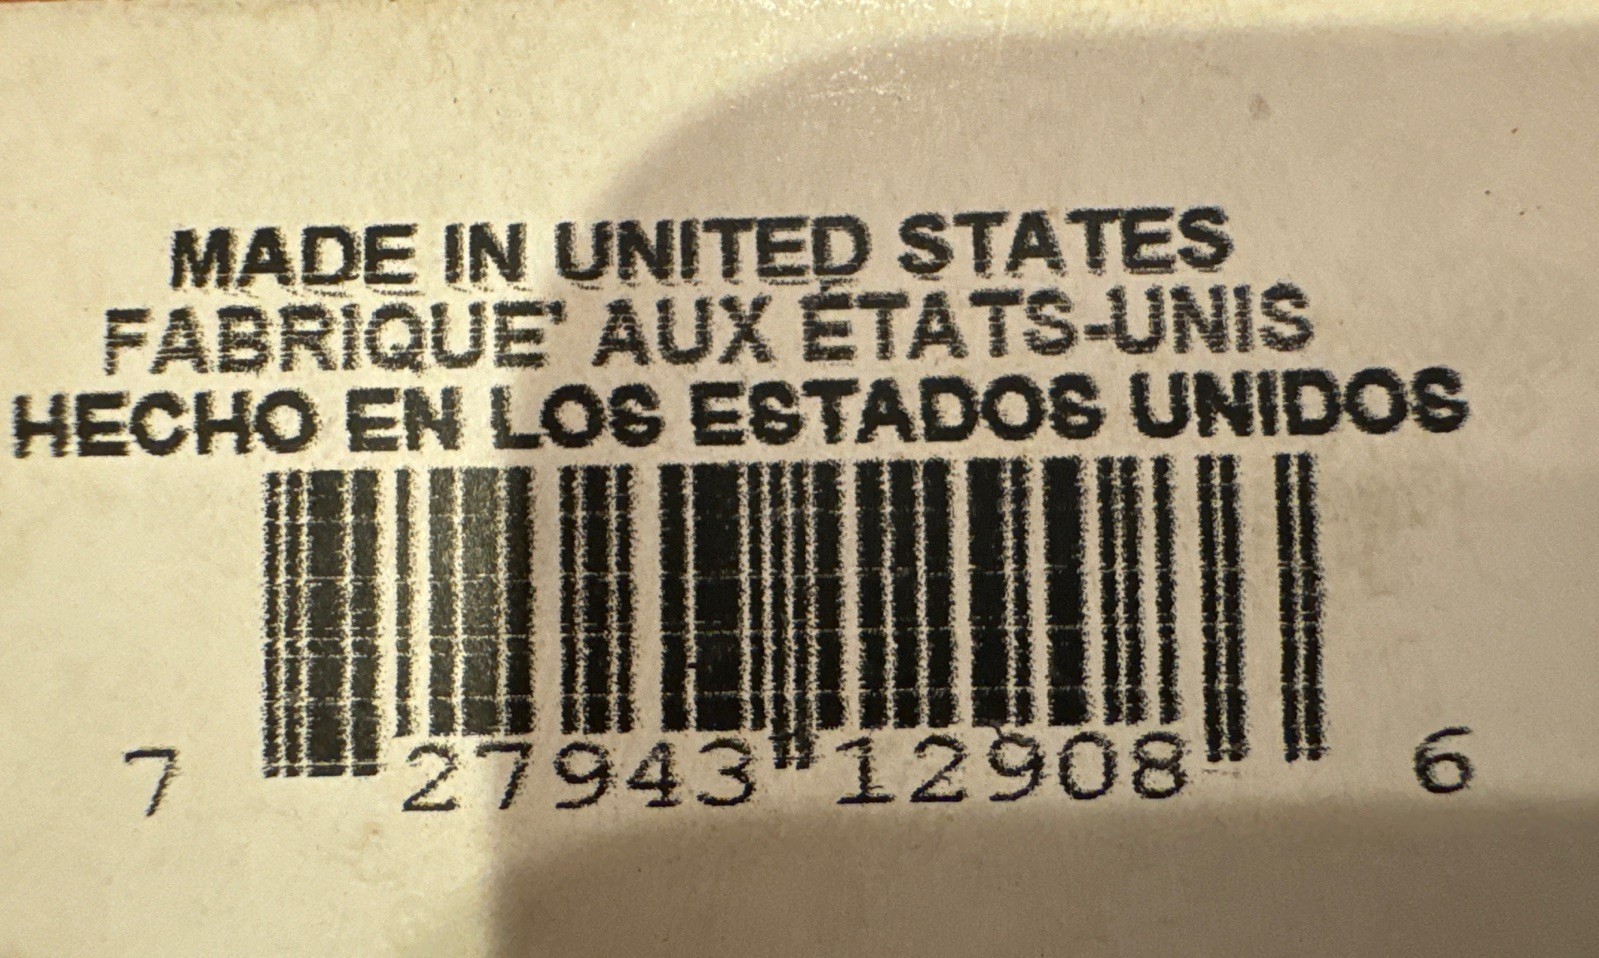 MADE IN UNITED STATES
FABRIQUE' AUX ÉTATS-UNIS
HECHO EN LOS ESTADOS UNIDOS
7 27943 12908 6